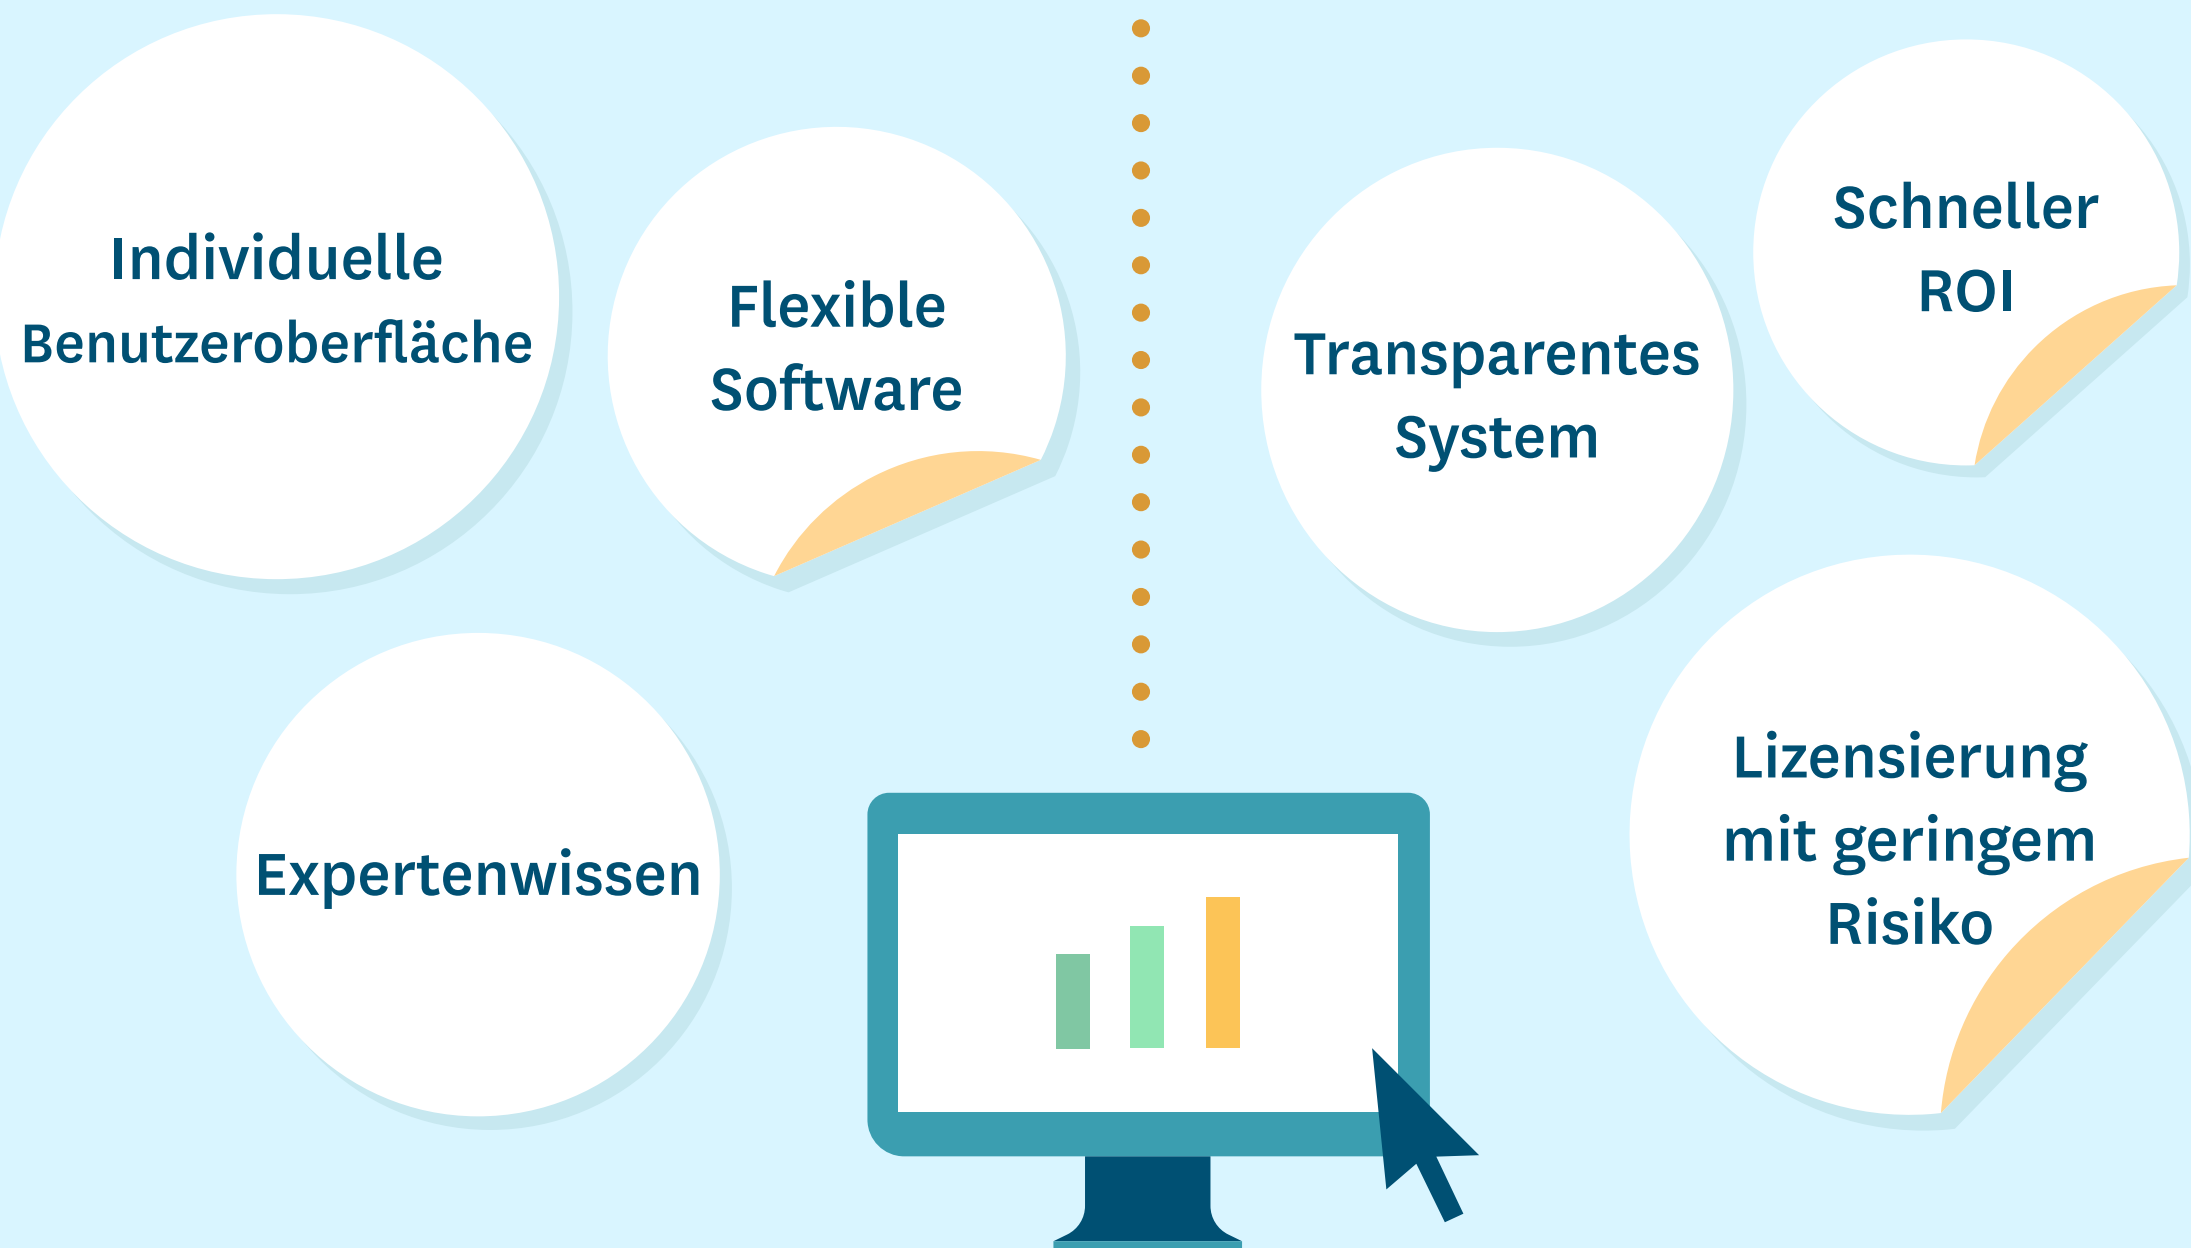 Individuelle
Benutzeroberfläche
Flexible
Software
Expertenwissen
Transparentes
System
Schneller
ROI
Lizensierung
mit geringem
Risiko